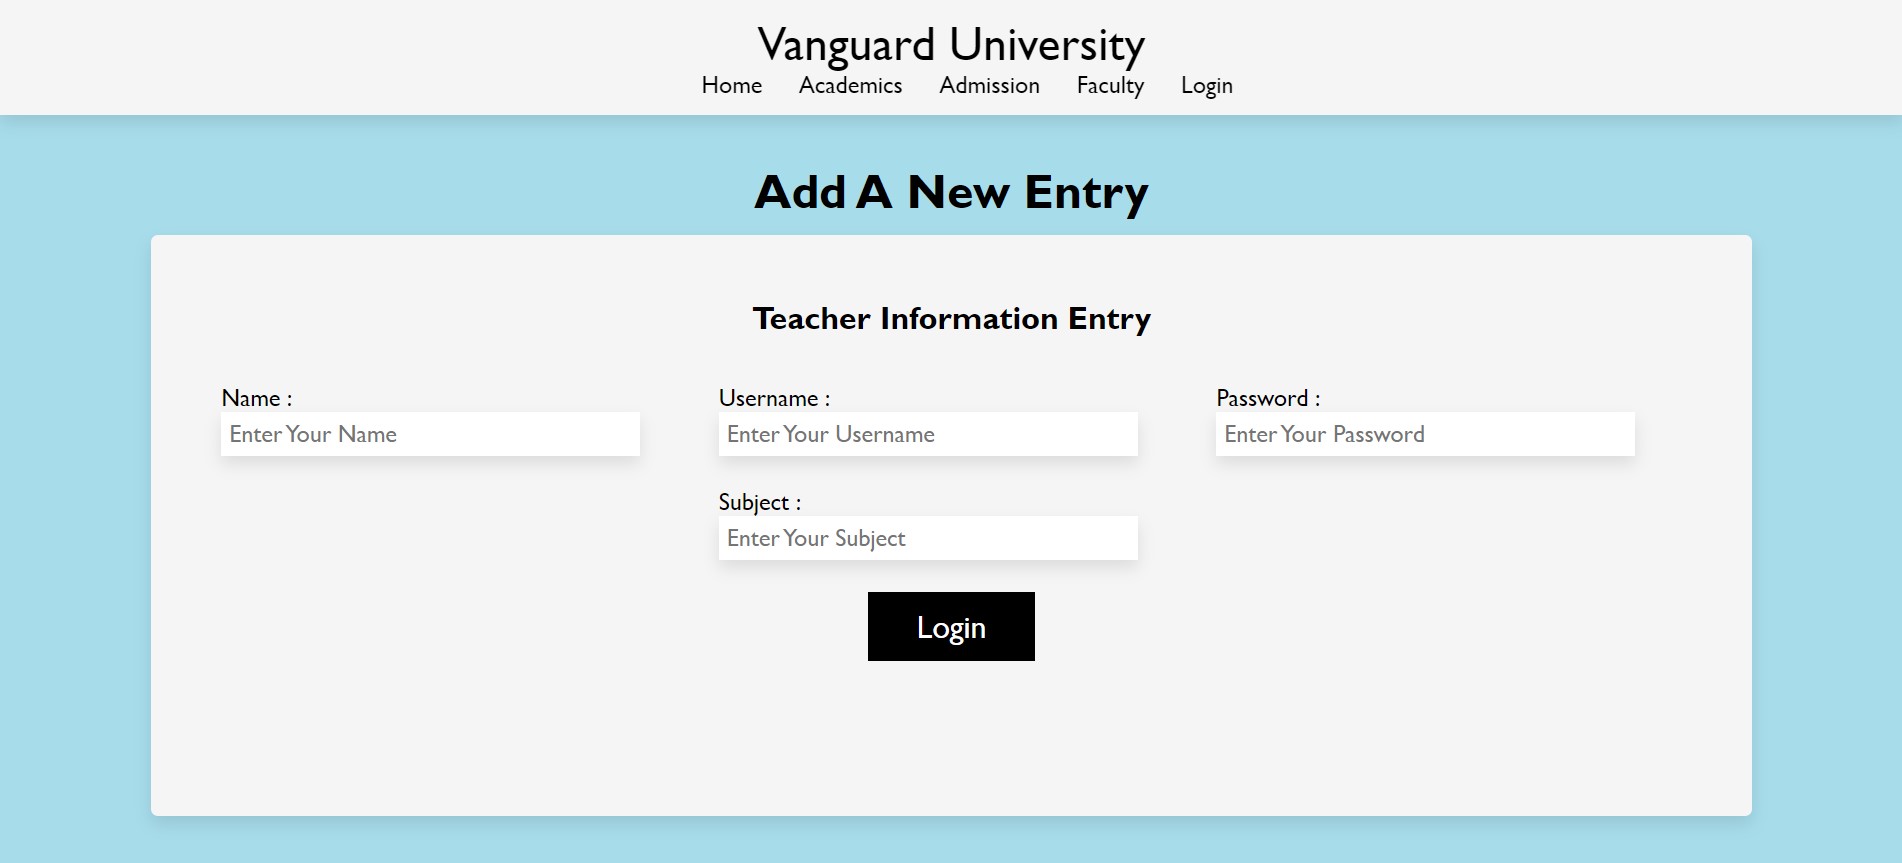 Vanguard University
Home Academics Admission Faculty Login
Add A New Entry
Teacher Information Entry
Name :
Enter Your Name
Username :
Enter Your Username
Password :
Enter Your Password
Subject :
Enter Your Subject
Login